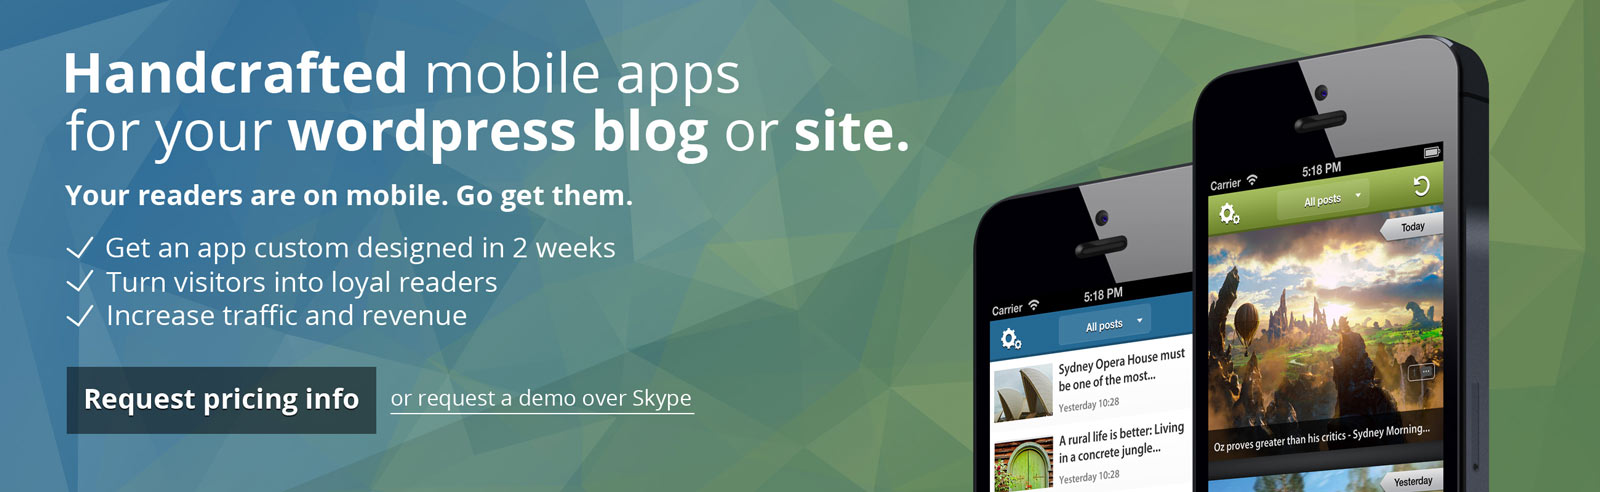 Handcrafted mobile apps
for your wordpress blog or site.
Your readers are on mobile. Go get them.
Get an app custom designed in 2 weeks
Turn visitors into loyal readers
Increase traffic and revenue
Request pricing info
or request a demo over Skype
Carrier
5:18 PM
All posts
Sydney Opera House must
be one of the most...
Yesterday 10:28
A rural life is better: Living
in a concrete jungle...
Yesterday 10:28
Carrier
5:18 PM
All posts
Today
Oz proves greater than his critics - Sydney Morning...
Yesterday